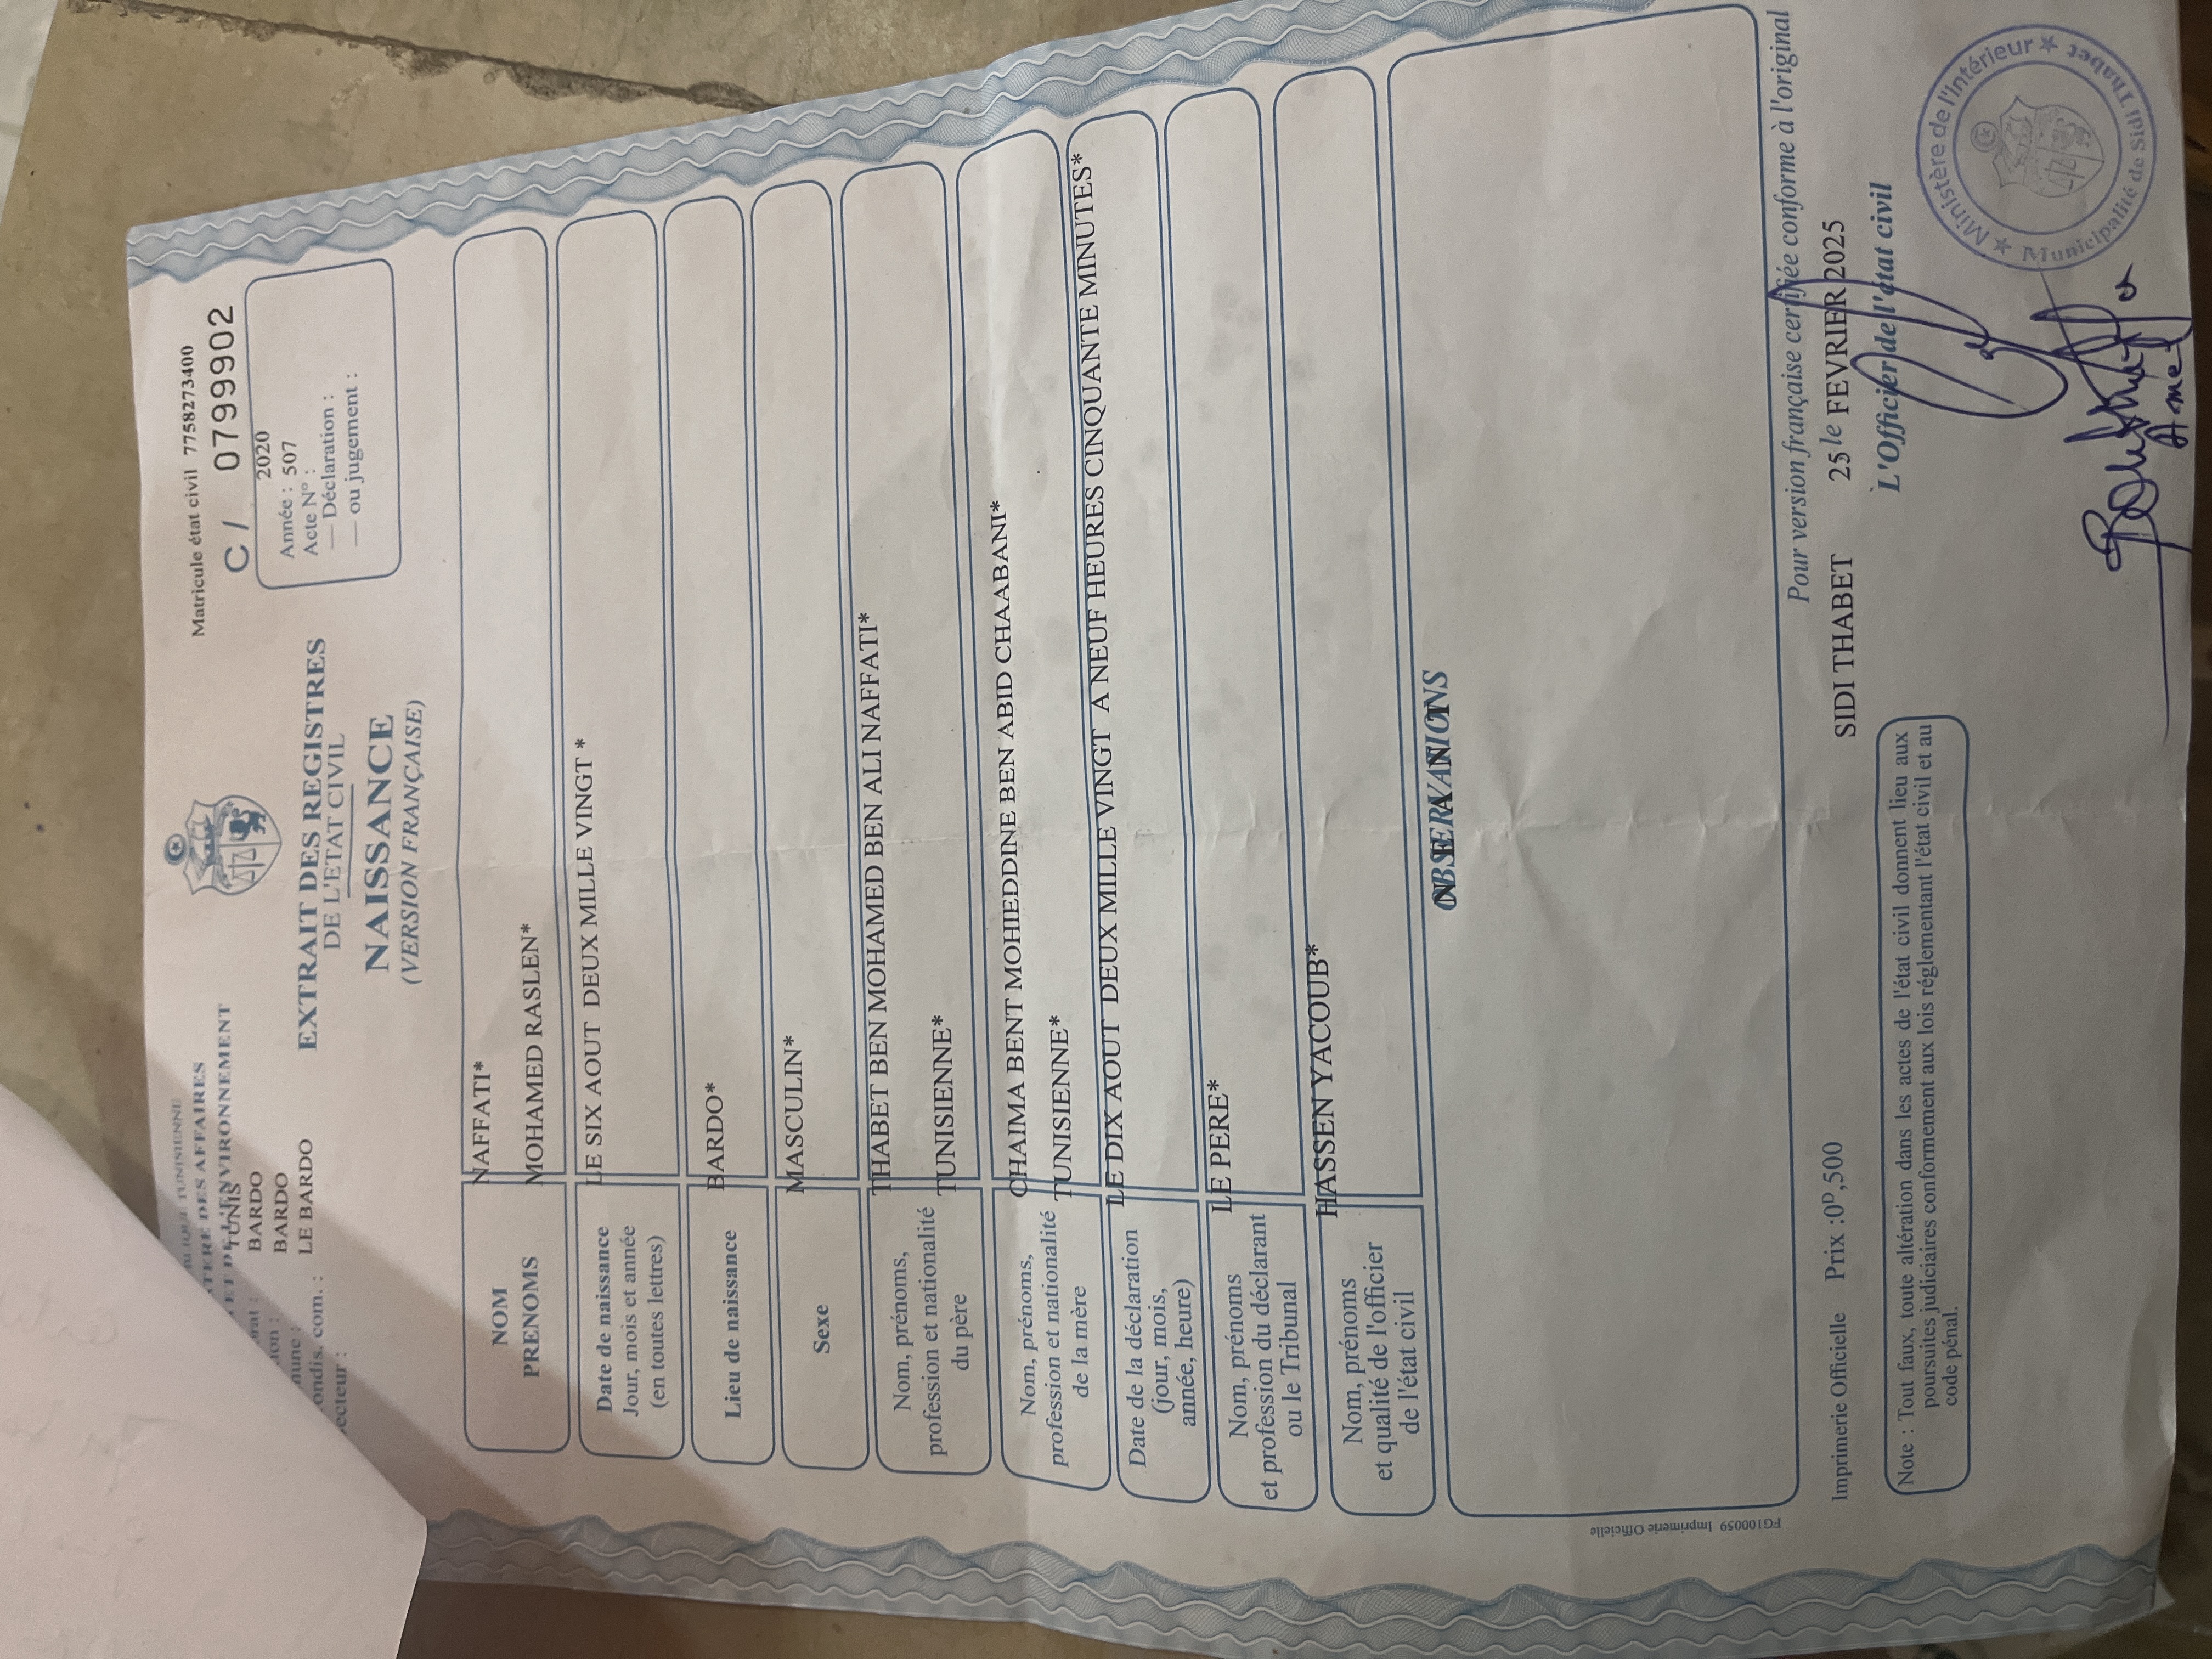 Matricule état civil 7758273400
C / 0799902
2020
Année : 507
Acte N° :
— Déclaration :
— ou jugement :
TUNISIENNE
DES AFFAIRES
L'ENVIRONNEMENT
TUNIS
BARDO
BARDO
com. : LE BARDO
EXTRAIT DES REGISTRES
DE L'ETAT CIVIL
NAISSANCE
(VERSION FRANÇAISE)
NOM NAFFATI*
PRENOMS MOHAMED RASLEN*
Date de naissance
Jour, mois et année
(en toutes lettres)
LE SIX AOUT DEUX MILLE VINGT *
Lieu de naissance BARDO*
Sexe MASCULIN*
Nom, prénoms,
profession et nationalité
du père
THABET BEN MOHAMED BEN ALI NAFFATI*
TUNISIENNE*
Nom, prénoms,
profession et nationalité
de la mère
CHAIMA BENT MOHIEDDINE BEN ABID CHAABANI*
TUNISIENNE*
Date de la déclaration
(jour, mois,
année, heure)
LE DIX AOUT DEUX MILLE VINGT A NEUF HEURES CINQUANTE MINUTES*
Nom, prénoms
et profession du déclarant
ou le Tribunal
LE PERE*
Nom, prénoms
et qualité de l'officier
de l'état civil
HASSEN YACOUB*
OBSERVATIONS
FG100059 Imprimerie Officielle
Pour version française certifiée conforme à l'original
Imprimerie Officielle Prix :0ᴰ,500
SIDI THABET 25 le FEVRIER 2025
L'Officier de l'état civil
Note : Tout faux, toute altération dans les actes de l'état civil donnent lieu aux
poursuites judiciaires conformement aux lois réglementant l'état civil et au
code pénal.
★ Ministère de l'Intérieur ★
Municipalité de Sidi Thabet